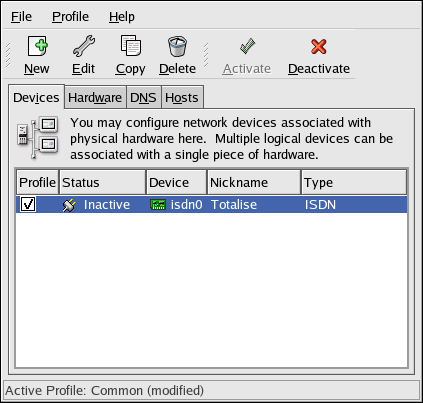 File Profile Help
New Edit Copy Delete Activate Deactivate
Devices Hardware DNS Hosts
You may configure network devices associated with
physical hardware here. Multiple logical devices can be
associated with a single piece of hardware.
Profile Status Device Nickname Type
Inactive isdn0 Totalise ISDN
Active Profile: Common (modified)